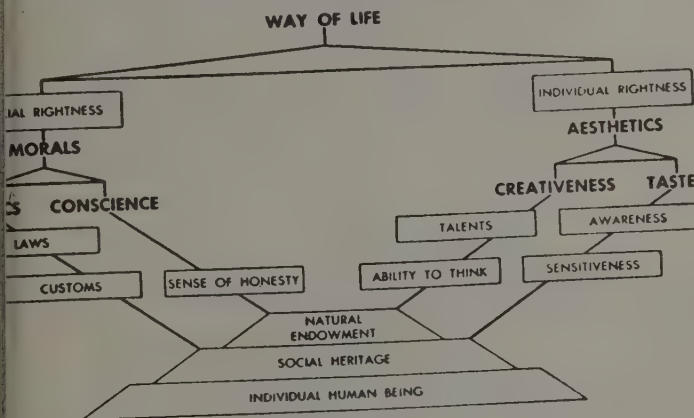 WAY OF LIFE
IAL RIGHTNESS
INDIVIDUAL RIGHTNESS
MORALS
AESTHETICS
CS CONSCIENCE
CREATIVENESS TASTE
LAWS
TALENTS
AWARENESS
CUSTOMS
SENSE OF HONESTY
ABILITY TO THINK
SENSITIVENESS
NATURAL
ENDOWMENT
SOCIAL HERITAGE
INDIVIDUAL HUMAN BEING